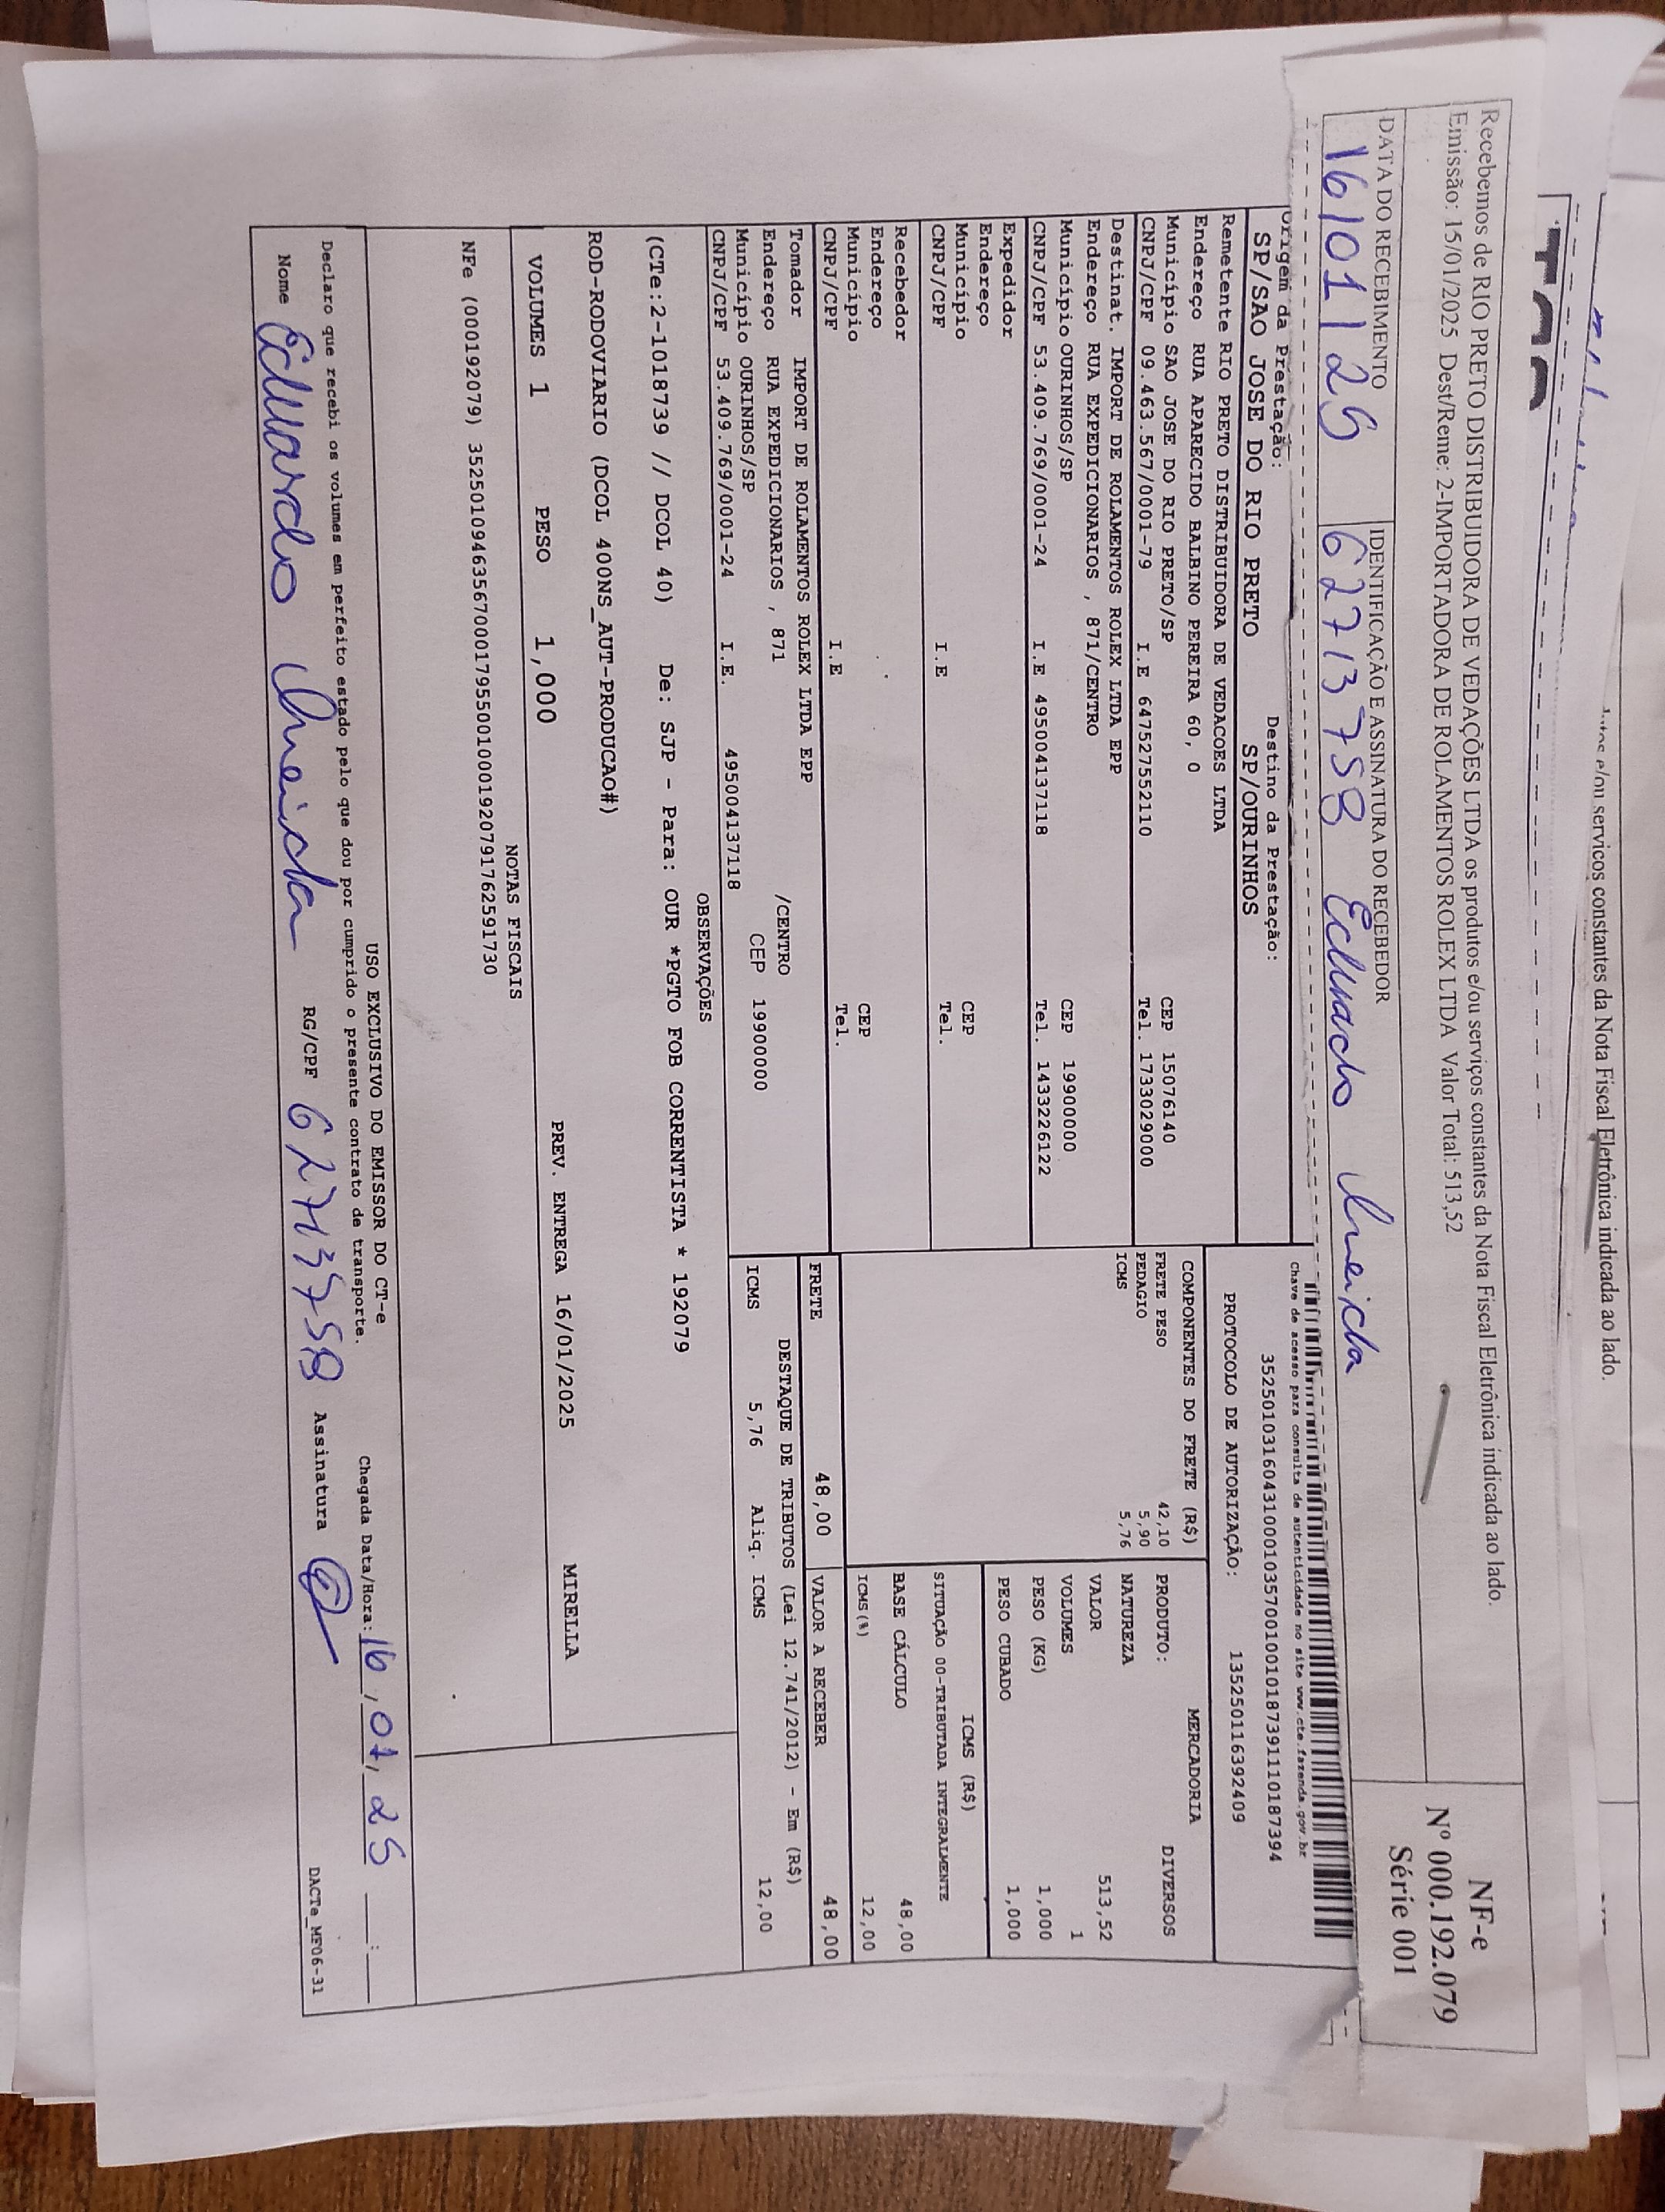 itos e/ou serviços constantes da Nota Fiscal Eletrônica indicada ao lado.
Recebemos de RIO PRETO DISTRIBUIDORA DE VEDAÇÕES LTDA os produtos e/ou serviços constantes da Nota Fiscal Eletrônica indicada ao lado.
Emissão: 15/01/2025 Dest/Reme: 2-IMPORTADORA DE ROLAMENTOS ROLEX LTDA Valor Total: 513,52
NF-e
Nº 000.192.079
Série 001
DATA DO RECEBIMENTO
16/01/25
IDENTIFICAÇÃO E ASSINATURA DO RECEBEDOR
62713758 Eduardo Almeida
Origem da Prestação:
SP/SAO JOSE DO RIO PRETO
Destino da Prestação:
SP/OURINHOS
Chave de acesso para consulta de autenticidade no site www.cte.fazenda.gov.br
35250103160431000103570010010187391110187394
PROTOCOLO DE AUTORIZAÇÃO: 135250116392409
Remetente RIO PRETO DISTRIBUIDORA DE VEDACOES LTDA
Endereço RUA APARECIDO BALBINO PEREIRA 60, 0
Município SAO JOSE DO RIO PRETO/SP CEP 15076140
CNPJ/CPF 09.463.567/0001-79 I.E 647527552110 Tel. 1733029000
Destinat. IMPORT DE ROLAMENTOS ROLEX LTDA EPP
Endereço RUA EXPEDICIONARIOS , 871/CENTRO
Município OURINHOS/SP CEP 19900000
CNPJ/CPF 53.409.769/0001-24 I.E 495004137118 Tel. 1433226122
Expedidor
Endereço
Município CEP
CNPJ/CPF I.E Tel.
Recebedor
Endereço
Município CEP
CNPJ/CPF I.E Tel.
Tomador IMPORT DE ROLAMENTOS ROLEX LTDA EPP
Endereço RUA EXPEDICIONARIOS , 871 /CENTRO
Município OURINHOS/SP CEP 19900000
CNPJ/CPF 53.409.769/0001-24 I.E. 495004137118
COMPONENTES DO FRETE (R$)
FRETE PESO 42,10
PEDAGIO 5,90
ICMS 5,76
MERCADORIA
PRODUTO: DIVERSOS
NATUREZA
VALOR 513,52
VOLUMES 1
PESO (KG) 1,000
PESO CUBADO 1,000
ICMS (R$)
SITUAÇÃO 00-TRIBUTADA INTEGRALMENTE
BASE CÁLCULO 48,00
ICMS(%) 12,00
FRETE 48,00
VALOR A RECEBER 48,00
DESTAQUE DE TRIBUTOS (Lei 12.741/2012) - Em (R$)
ICMS 5,76 Aliq. ICMS 12,00
OBSERVAÇÕES
(CTe:2-1018739 // DCOL 40) De: SJP - Para: OUR *PGTO FOB CORRENTISTA * 192079
ROD-RODOVIARIO (DCOL 400NS_AUT-PRODUCAO#)
VOLUMES 1 PESO 1,000 PREV. ENTREGA 16/01/2025 MIRELLA
NOTAS FISCAIS
NFe (000192079) 35250109463567000179550010001920791762591730
USO EXCLUSIVO DO EMISSOR DO CT-e
Declaro que recebi os volumes em perfeito estado pelo que dou por cumprido o presente contrato de transporte.
Chegada Data/Hora: 16/01/25 __:__
Nome Eduardo Almeida RG/CPF 62713758 Assinatura
DACTe_MF06-31